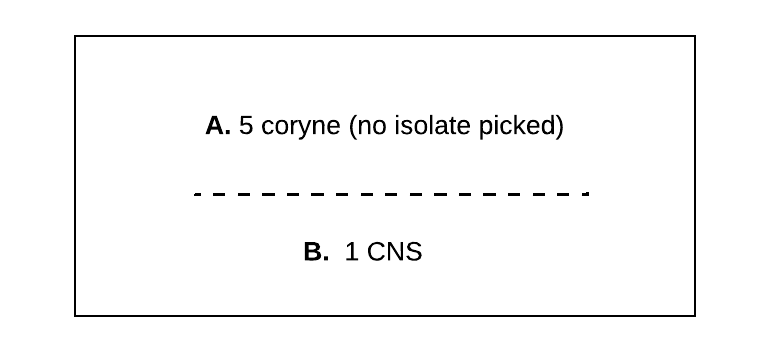 A. 5 coryne (no isolate picked)
B. 1 CNS